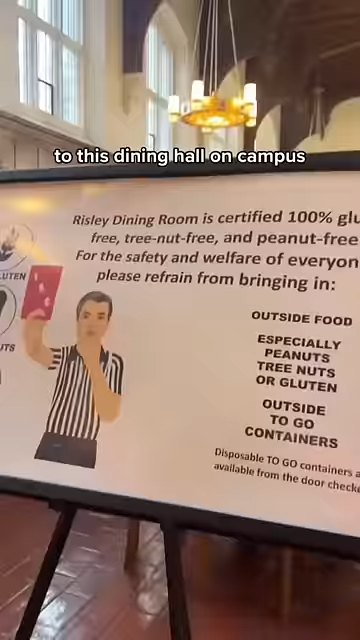 to this dining hall on campus
Risley Dining Room is certified 100% glu
free, tree-nut-free, and peanut-free
For the safety and welfare of everyon
please refrain from bringing in:
LUTEN
UTS
OUTSIDE FOOD
ESPECIALLY
PEANUTS
TREE NUTS
OR GLUTEN
OUTSIDE
TO GO
CONTAINERS
Disposable TO GO containers a
available from the door checke